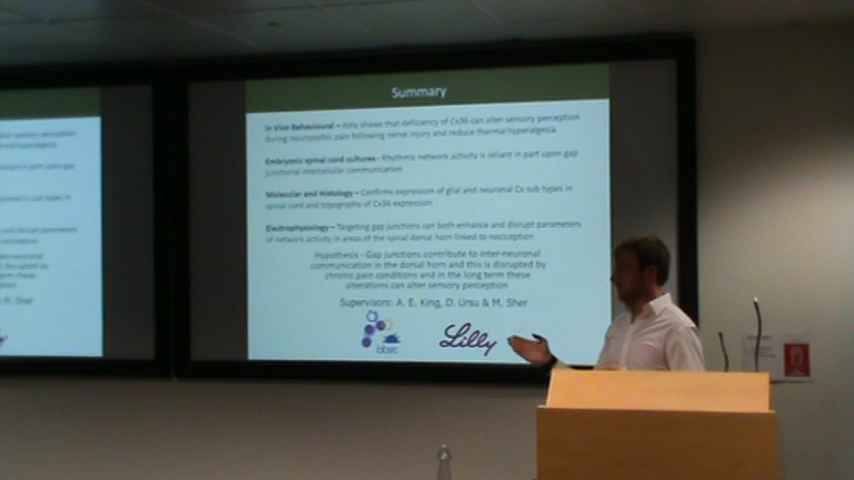 Summary
In Vivo Behavioural – data shows that deficiency of Cx36 can alter sensory perception
during neuropathic pain following nerve injury and reduce thermal hyperalgesia
Embryonic spinal cord cultures - Rhythmic network activity is reliant in part upon gap
junctional intercellular communication
Molecular and Histology – Confirms expression of glial and neuronal Cx sub types in
spinal cord and topography of Cx36 expression
Electrophysiology – Targeting gap junctions can both enhance and disrupt parameters
of network activity in areas of the spinal dorsal horn linked to nociception
Hypothesis - Gap junctions contribute to inter-neuronal
communication in the dorsal horn and this is disrupted by
chronic pain conditions and in the long term these
alterations can alter sensory perception
Supervisors: A. E. King, D. Ursu & M. Sher
bbsrc
Lilly